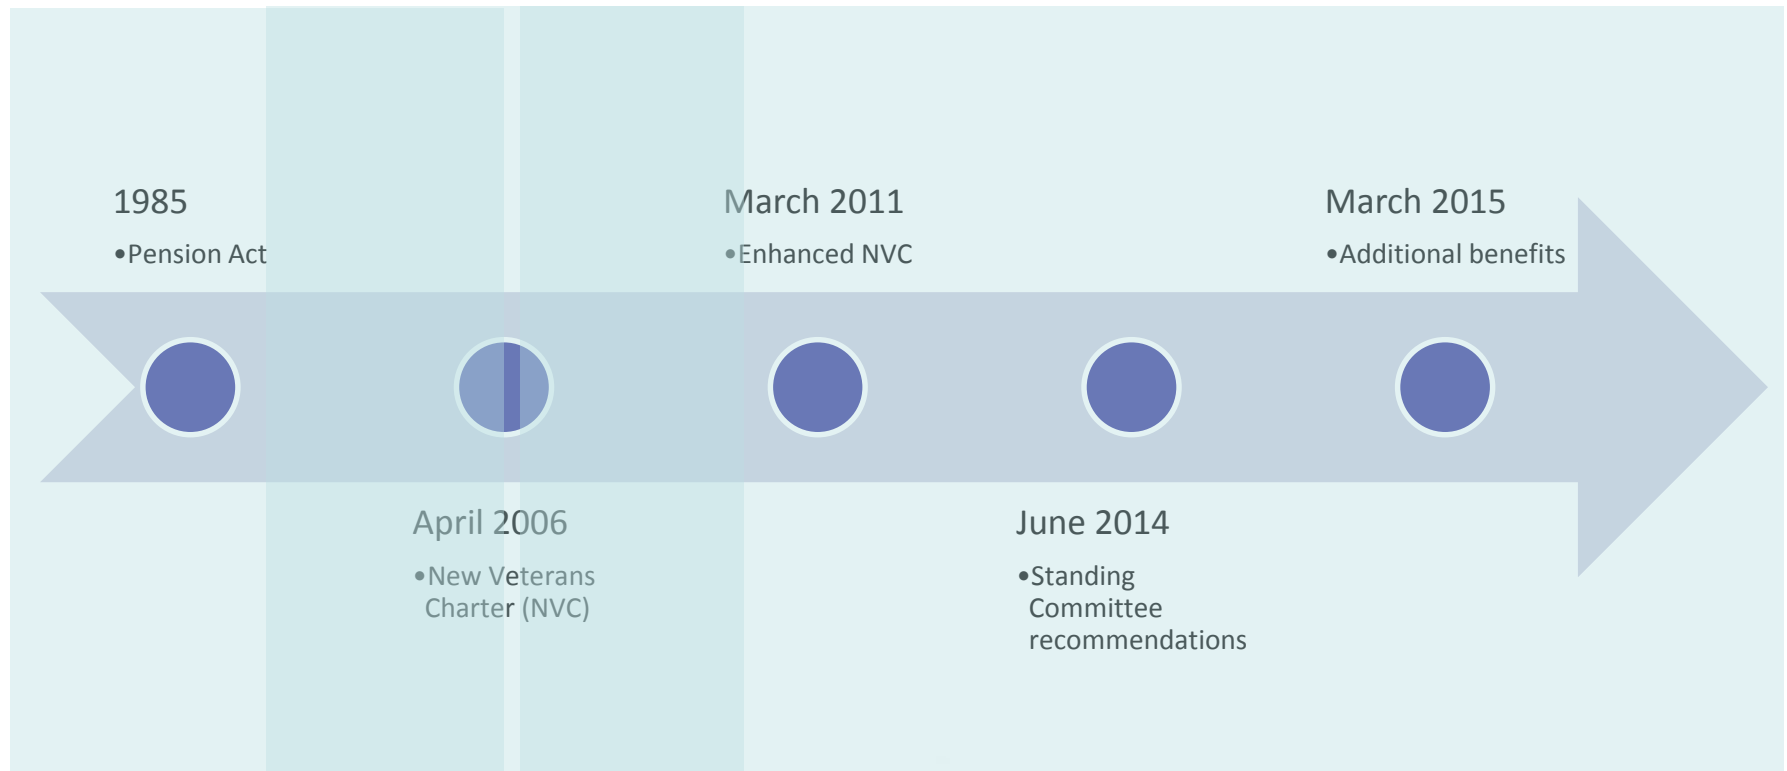 1985
•Pension Act
April 2006
•New Veterans
Charter (NVC)
March 2011
•Enhanced NVC
June 2014
•Standing
Committee
recommendations
March 2015
•Additional benefits